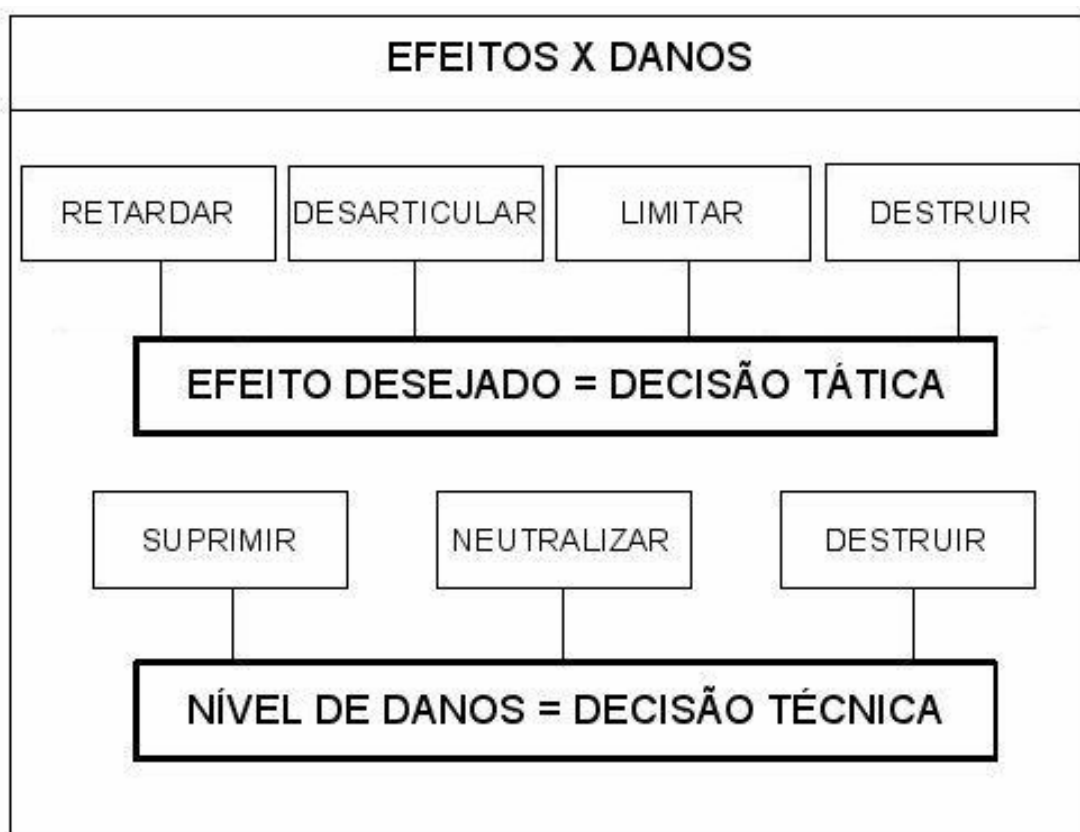 EFEITOS X DANOS
RETARDAR
DESARTICULAR
LIMITAR
DESTRUIR
EFEITO DESEJADO = DECISÃO TÁTICA
SUPRIMIR
NEUTRALIZAR
DESTRUIR
NÍVEL DE DANOS = DECISÃO TÉCNICA